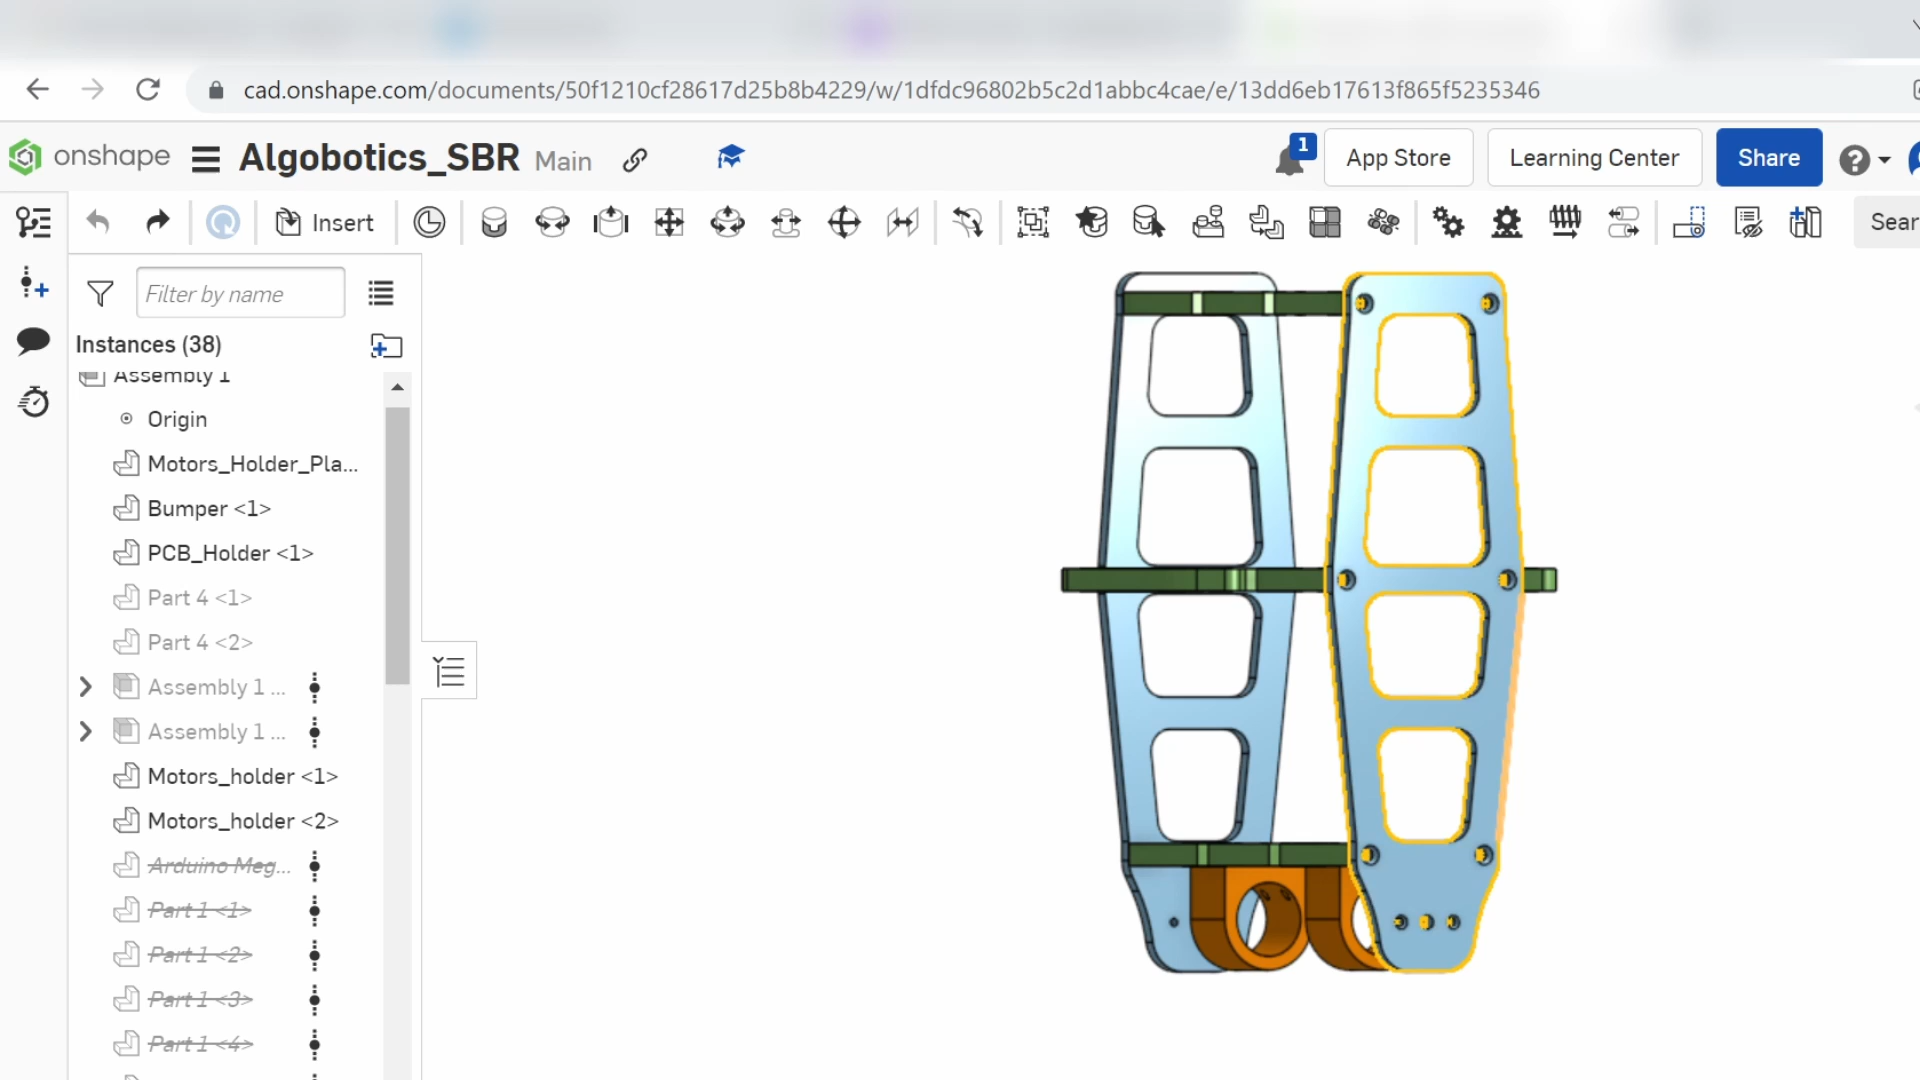 cad.onshape.com/documents/50f1210cf28617d25b8b4229/w/1dfdc96802b5c2d1abbc4cae/e/13dd6eb17613f865f5235346
onshape Algobotics_SBR Main 1 App Store Learning Center Share
Insert Sear
Filter by name
Instances (38)
Assembly 1
Origin
Motors_Holder_Pla...
Bumper <1>
PCB_Holder <1>
Part 4 <1>
Part 4 <2>
Assembly 1 ...
Assembly 1 ...
Motors_holder <1>
Motors_holder <2>
Arduino Meg...
Part 1 <1>
Part 1 <2>
Part 1 <3>
Part 1 <4>